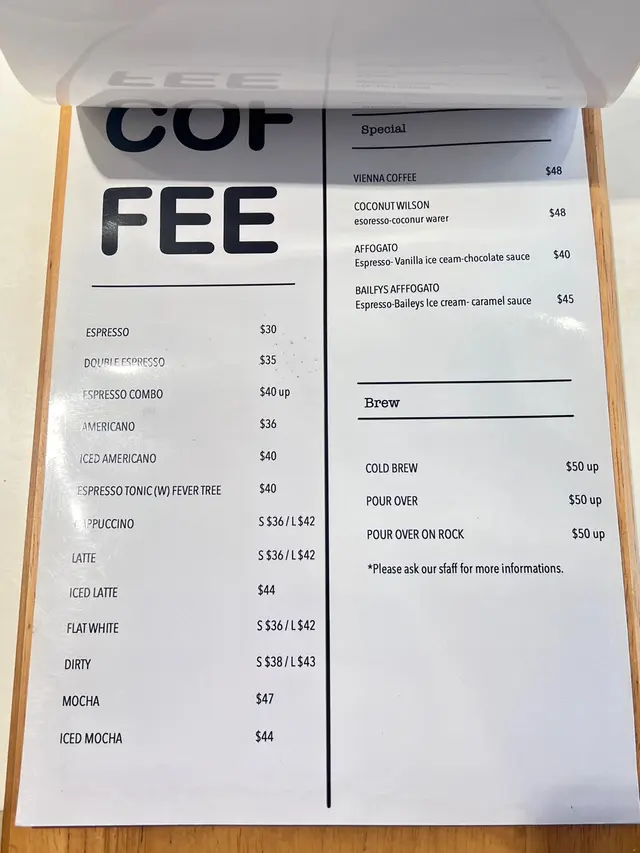 COF
FEE
ESPRESSO $30
DOUBLE ESPRESSO $35
ESPRESSO COMBO $40 up
AMERICANO $36
ICED AMERICANO $40
ESPRESSO TONIC (W) FEVER TREE $40
CAPPUCCINO S $36 / L $42
LATTE S $36 / L $42
ICED LATTE $44
FLAT WHITE S $36 / L $42
DIRTY S $38 / L $43
MOCHA $47
ICED MOCHA $44
Special
VIENNA COFFEE $48
COCONUT WILSON
esoresso-coconur warer $48
AFFOGATO
Espresso- Vanilla ice ceam-chocolate sauce $40
BAILFYS AFFFOGATO
Espresso-Baileys Ice cream- caramel sauce $45
Brew
COLD BREW $50 up
POUR OVER $50 up
POUR OVER ON ROCK $50 up
*Please ask our sfaff for more informations.